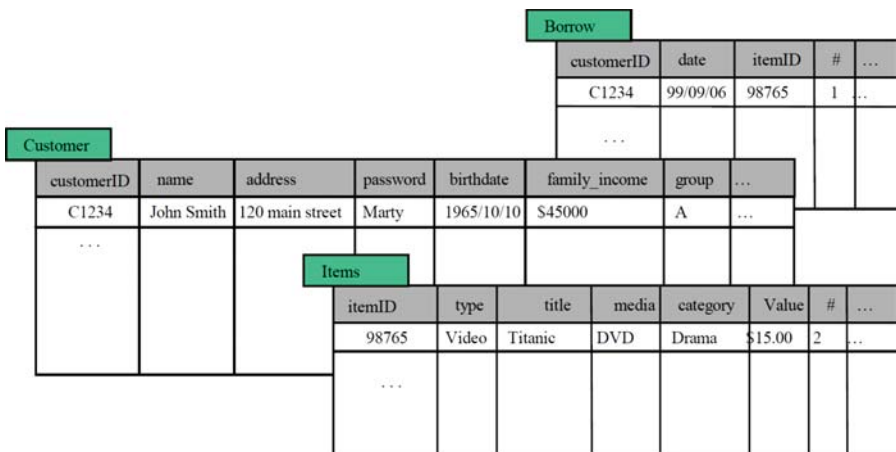 Borrow
customerID date itemID # ...
C1234 99/09/06 98765 1 ...
...
Customer
customerID name address password birthdate family_income group ...
C1234 John Smith 120 main street Marty 1965/10/10 $45000 A ...
...
Items
itemID type title media category Value # ...
98765 Video Titanic DVD Drama $15.00 2 ...
...